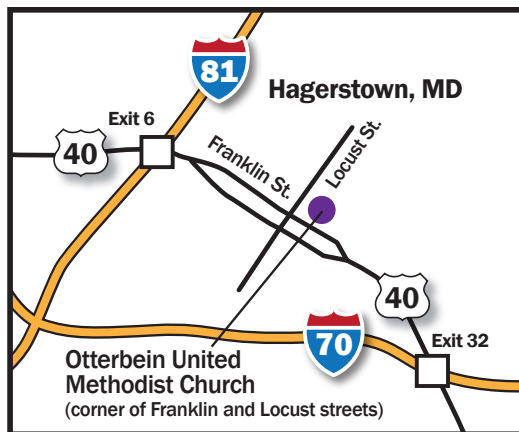 81
Hagerstown, MD
Exit 6
40
Franklin St.
Locust St.
40
Exit 32
70
Otterbein United
Methodist Church
(corner of Franklin and Locust streets)